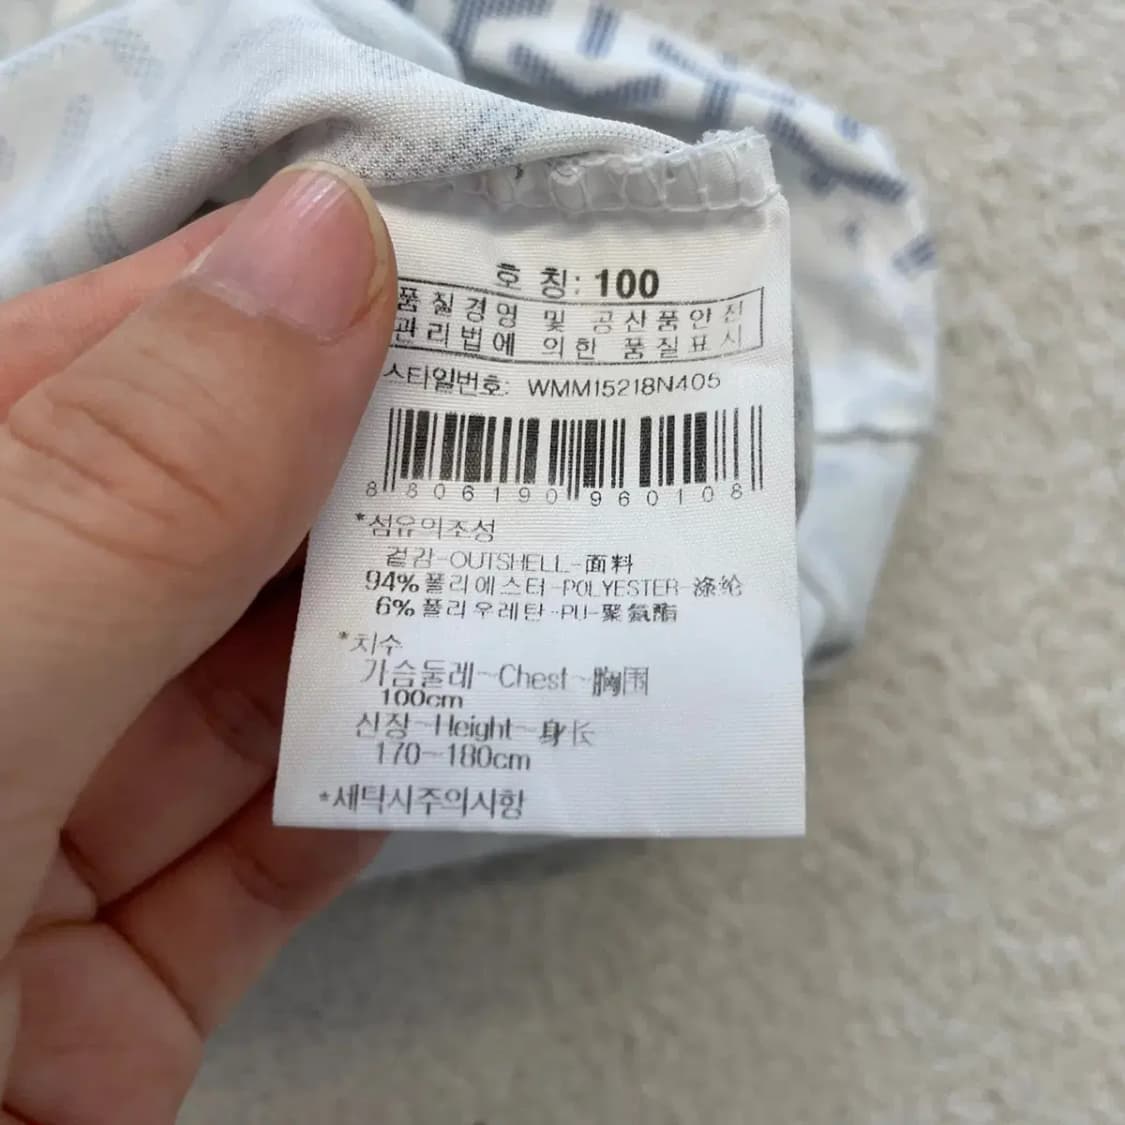 호 칭: 100
품질경영 및 공산품안전
관리법에 의한 품질표시
스타일번호: WMM15218N405
8 806190 960108
*섬유의조성
겉감-OUTSHELL-面料
94% 폴리에스터-POLYESTER-涤纶
6% 폴리우레탄-PU-聚氨酯
*치수
가슴둘레-Chest-胸围
100cm
신장-Height-身长
170~180cm
*세탁시주의사항